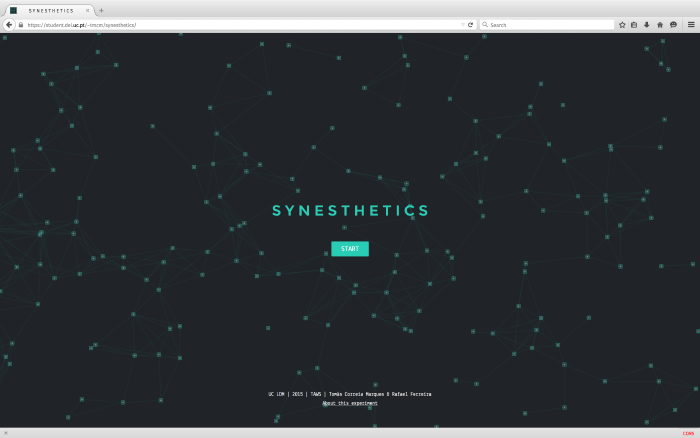 SYNESTHETICS
https://student.dei.uc.pt/~tmcm/synesthetics/
Search
SYNESTHETICS
START
UC LDM | 2015 | TAWS | Tomás Correia Marques & Rafael Ferreira
About this experiment